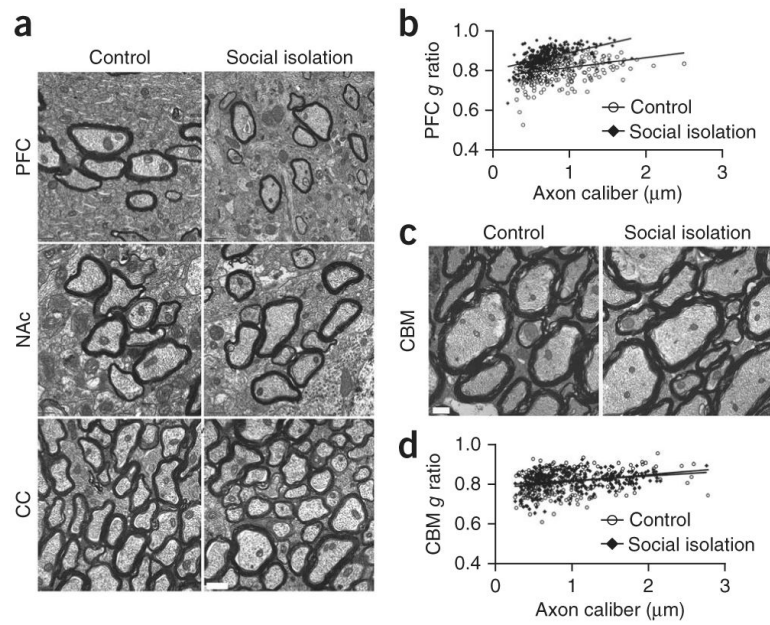 a
Control
Social isolation
PFC
NAc
CC
b
1.0
0.8
0.6
0.4
PFC g ratio
Control
Social isolation
0
1
2
3
Axon caliber (μm)
c
Control
Social isolation
CBM
d
1.0
0.8
0.6
0.4
CBM g ratio
Control
Social isolation
0
1
2
3
Axon caliber (μm)